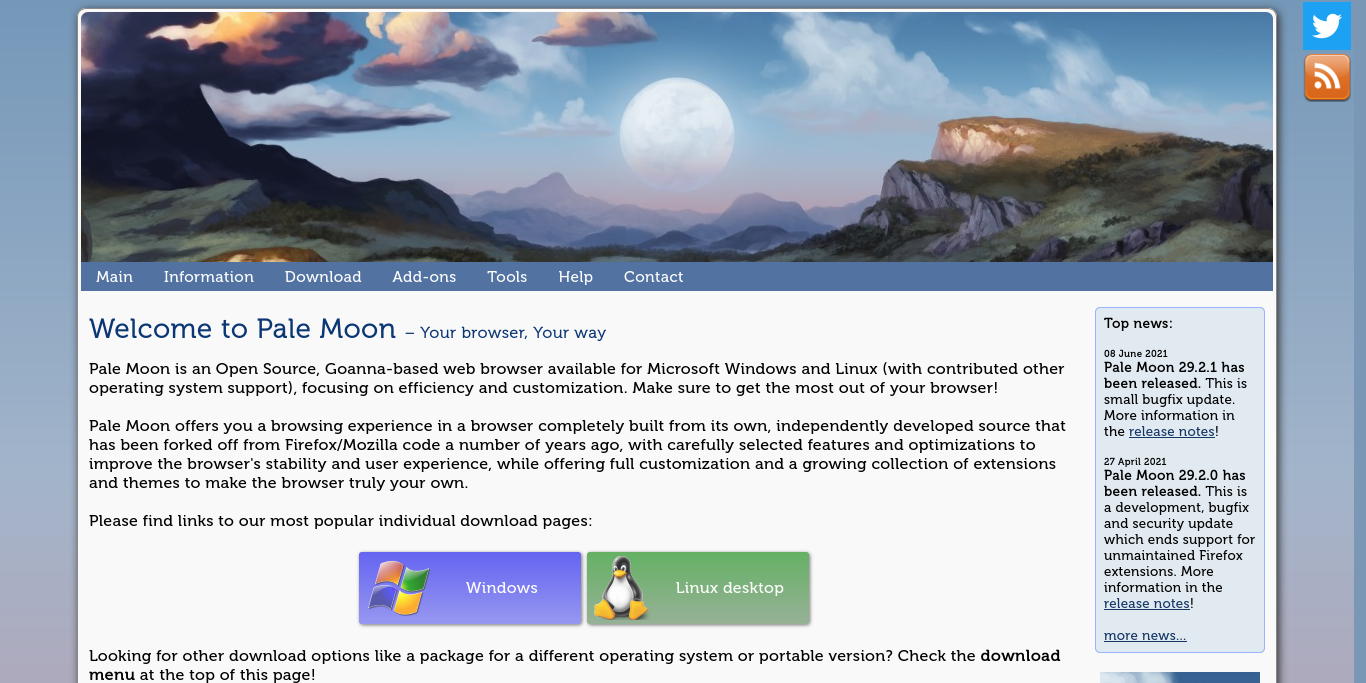 Main Information Download Add-ons Tools Help Contact
Welcome to Pale Moon – Your browser, Your way
Pale Moon is an Open Source, Goanna-based web browser available for Microsoft Windows and Linux (with contributed other
operating system support), focusing on efficiency and customization. Make sure to get the most out of your browser!
Pale Moon offers you a browsing experience in a browser completely built from its own, independently developed source that
has been forked off from Firefox/Mozilla code a number of years ago, with carefully selected features and optimizations to
improve the browser's stability and user experience, while offering full customization and a growing collection of extensions
and themes to make the browser truly your own.
Please find links to our most popular individual download pages:
Windows
Linux desktop
Looking for other download options like a package for a different operating system or portable version? Check the download
menu at the top of this page!
Top news:
08 June 2021
Pale Moon 29.2.1 has
been released. This is
small bugfix update.
More information in
the release notes!
27 April 2021
Pale Moon 29.2.0 has
been released. This is
a development, bugfix
and security update
which ends support for
unmaintained Firefox
extensions. More
information in the
release notes!
more news...